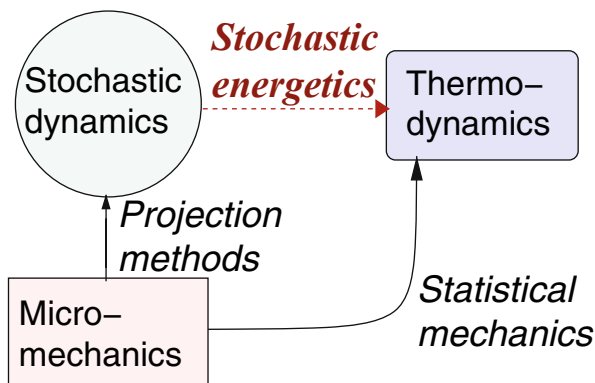 Stochastic
energetics
Stochastic
dynamics
Thermo–
dynamics
Projection
methods
Statistical
mechanics
Micro–
mechanics